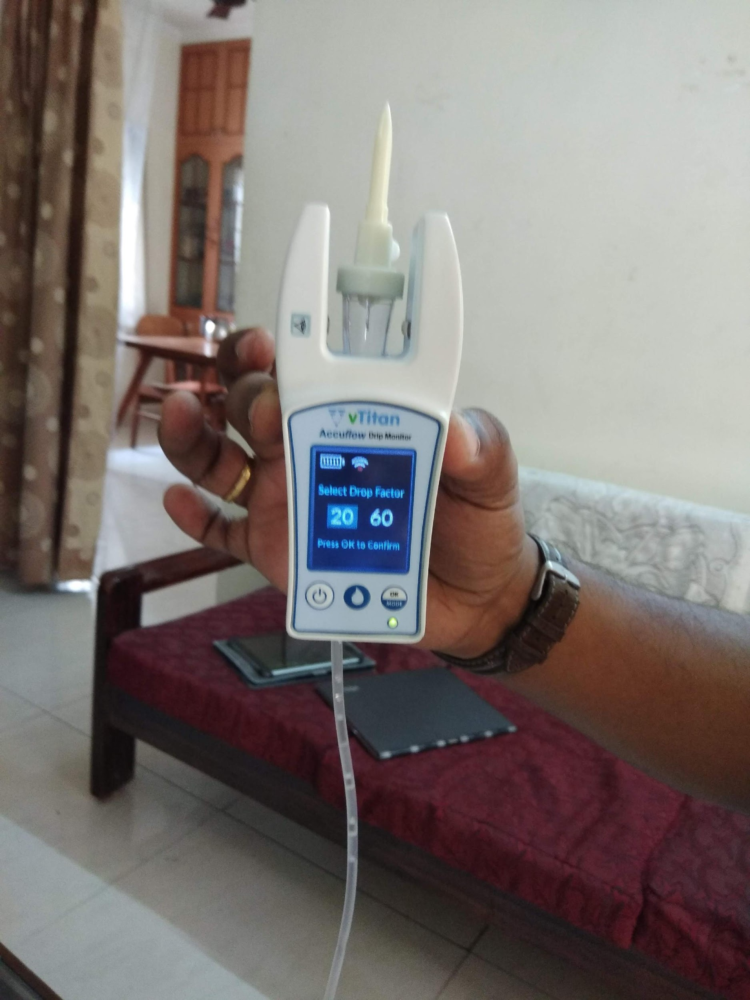 vTitan
Accuflow Drip Monitor
Select Drop Factor
20 60
Press OK to Confirm
OK
MODE